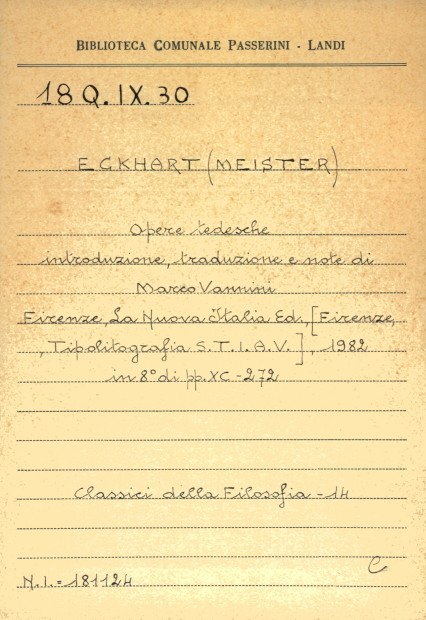 BIBLIOTECA COMUNALE PASSERINI - LANDI
18 Q. IX. 30
ECKHART (MEISTER)
Opere tedesche
introduzione, traduzione e note di
Marco Vannini
Firenze, La Nuova Italia Ed., [Firenze,
, Tipolitografia S.T.I.A.V.], 1982
in 8° di pp. XC - 272
Classici della Filosofia - 14
C
N.I. = 181124